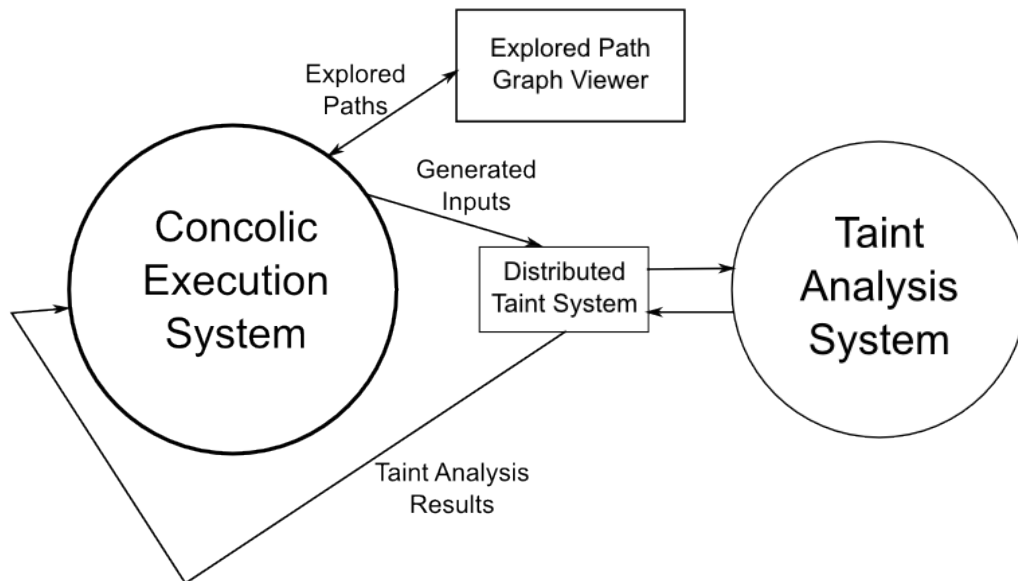 Explored Path
Graph Viewer
Explored
Paths
Generated
Inputs
Concolic
Execution
System
Distributed
Taint System
Taint
Analysis
System
Taint Analysis
Results